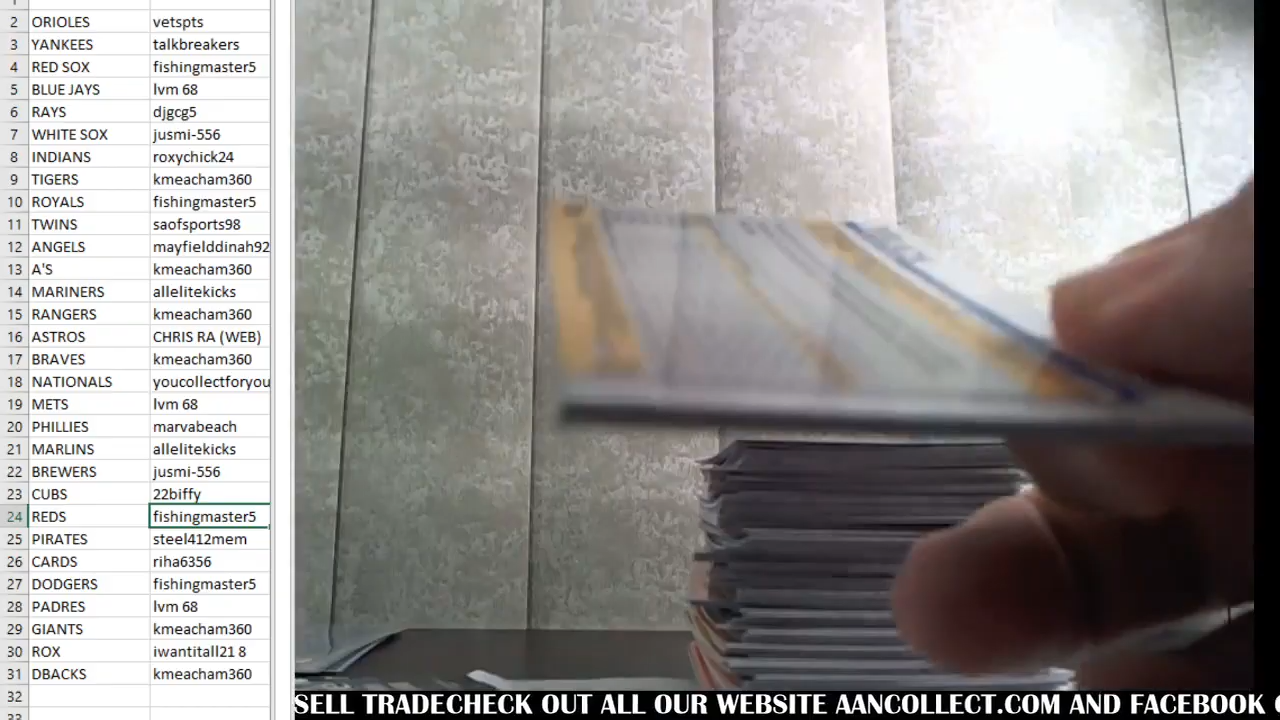 2 ORIOLES vetspts
3 YANKEES talkbreakers
4 RED SOX fishingmaster5
5 BLUE JAYS lvm 68
6 RAYS djgcg5
7 WHITE SOX jusmi-556
8 INDIANS roxychick24
9 TIGERS kmeacham360
10 ROYALS fishingmaster5
11 TWINS saofsports98
12 ANGELS mayfielddinah92
13 A'S kmeacham360
14 MARINERS allelitekicks
15 RANGERS kmeacham360
16 ASTROS CHRIS RA (WEB)
17 BRAVES kmeacham360
18 NATIONALS youcollectforyou
19 METS lvm 68
20 PHILLIES marvabeach
21 MARLINS allelitekicks
22 BREWERS jusmi-556
23 CUBS 22biffy
24 REDS fishingmaster5
25 PIRATES steel412mem
26 CARDS riha6356
27 DODGERS fishingmaster5
28 PADRES lvm 68
29 GIANTS kmeacham360
30 ROX iwantitall21 8
31 DBACKS kmeacham360
32
SELL TRADECHECK OUT ALL OUR WEBSITE AANCOLLECT.COM AND FACEBOOK